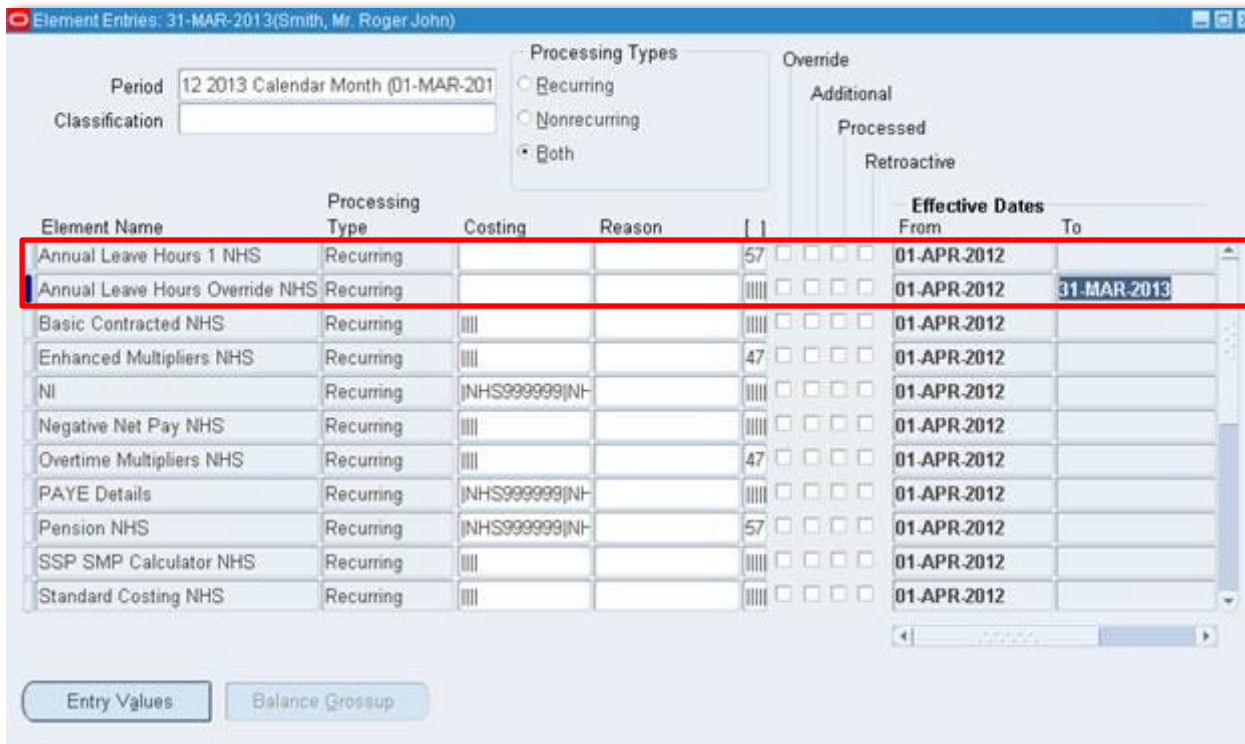 Element Entries: 31-MAR-2013(Smith, Mr. Roger John)
Period 12 2013 Calendar Month (01-MAR-201
Classification
Processing Types
Recurring
Nonrecurring
Both
Override
Additional
Processed
Retroactive
Element Name Processing Type Costing Reason [ ] Effective Dates From To
Annual Leave Hours 1 NHS Recurring 57 01-APR-2012
Annual Leave Hours Override NHS Recurring ||||| 01-APR-2012 31-MAR-2013
Basic Contracted NHS Recurring |||| ||||| 01-APR-2012
Enhanced Multipliers NHS Recurring |||| 47 01-APR-2012
NI Recurring |NHS999999|NH ||||| 01-APR-2012
Negative Net Pay NHS Recurring |||| ||||| 01-APR-2012
Overtime Multipliers NHS Recurring |||| 47 01-APR-2012
PAYE Details Recurring |NHS999999|NH ||||| 01-APR-2012
Pension NHS Recurring |NHS999999|NH 57 01-APR-2012
SSP SMP Calculator NHS Recurring |||| ||||| 01-APR-2012
Standard Costing NHS Recurring |||| ||||| 01-APR-2012
Entry Values Balance Grossup